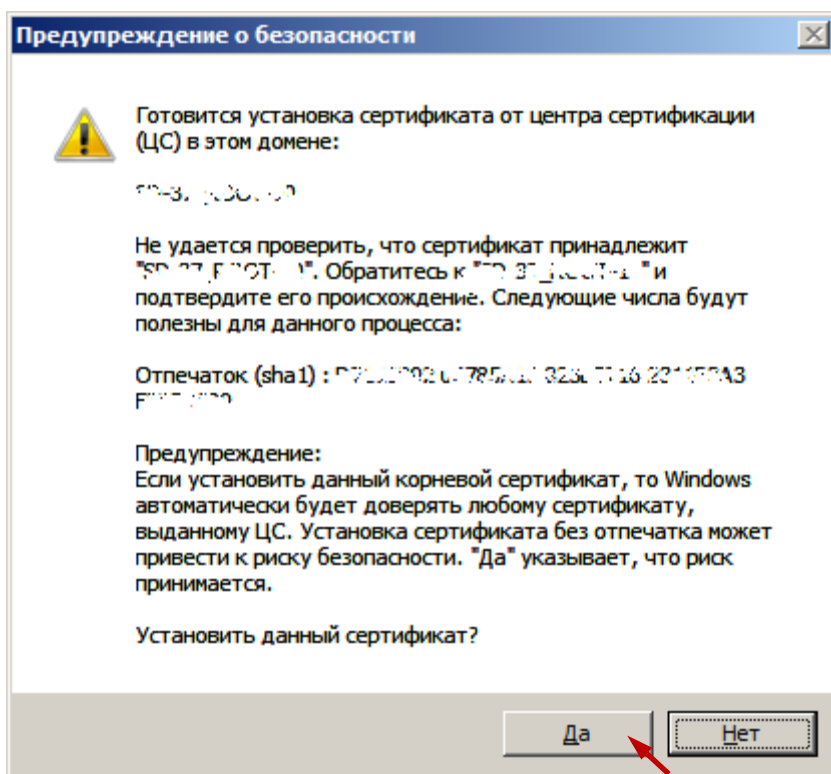 Предупреждение о безопасности
Готовится установка сертификата от центра сертификации
(ЦС) в этом домене:
Не удается проверить, что сертификат принадлежит
Обратитесь к и
подтвердите его происхождение. Следующие числа будут
полезны для данного процесса:
Отпечаток (sha1) :
Предупреждение:
Если установить данный корневой сертификат, то Windows
автоматически будет доверять любому сертификату,
выданному ЦС. Установка сертификата без отпечатка может
привести к риску безопасности. "Да" указывает, что риск
принимается.
Установить данный сертификат?
Да
Нет